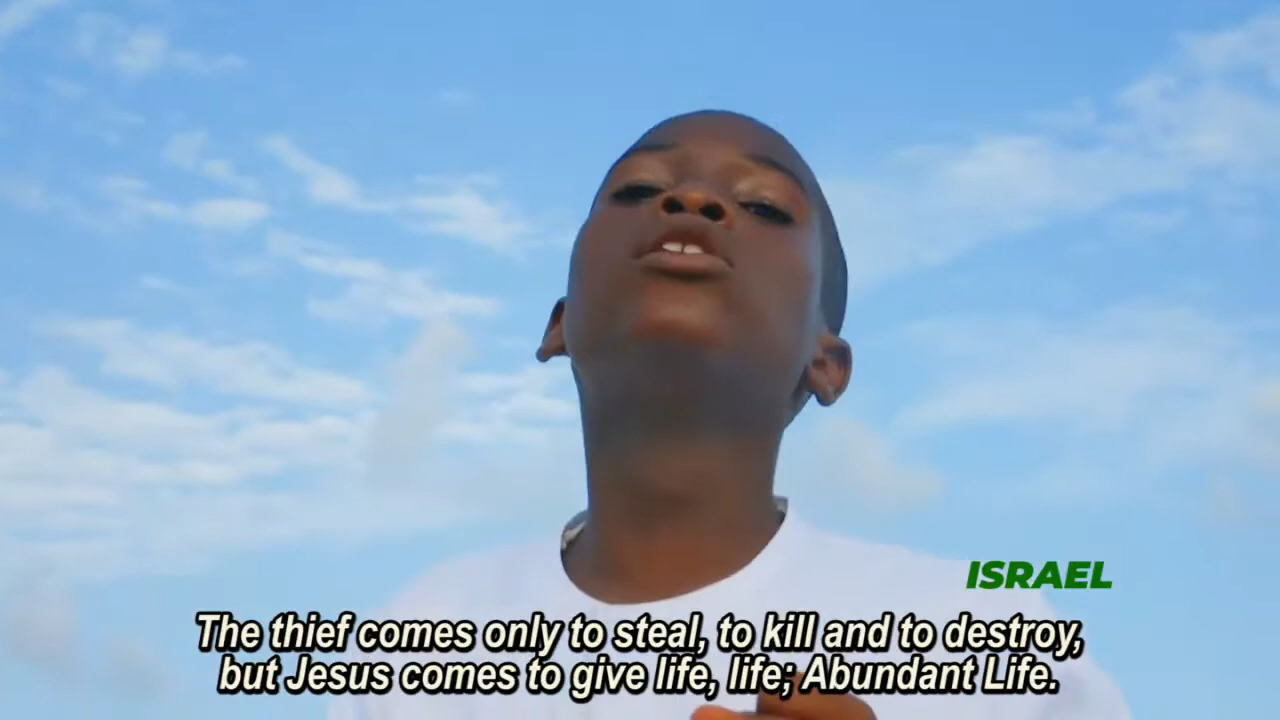 ISRAEL
The thief comes only to steal, to kill and to destroy,
but Jesus comes to give life, life; Abundant Life.